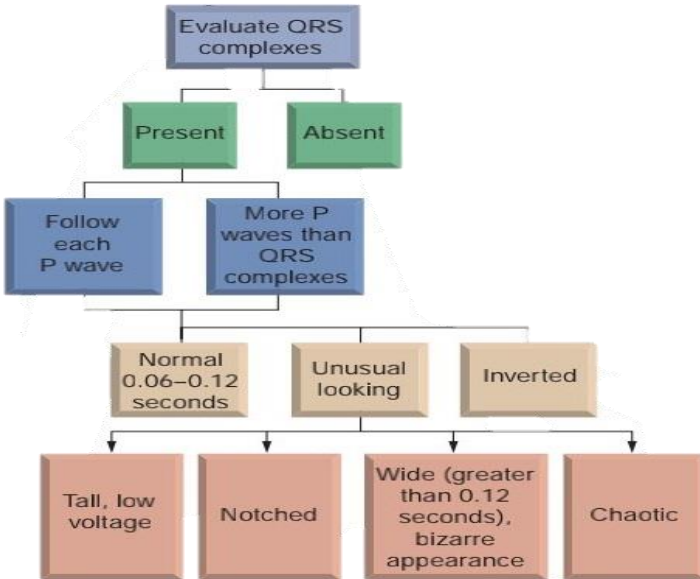 Evaluate QRS
complexes
Present
Absent
Follow
each
P wave
More P
waves than
QRS
complexes
Normal
0.06–0.12
seconds
Unusual
looking
Inverted
Tall, low
voltage
Notched
Wide (greater
than 0.12
seconds),
bizarre
appearance
Chaotic